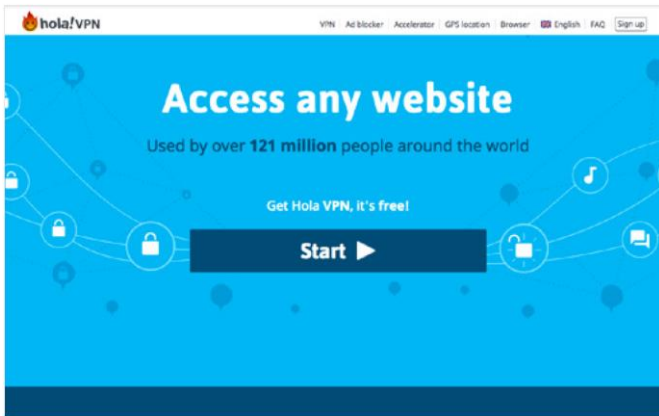 hola! VPN
VPN Ad blocker Accelerator GPS location Browser English FAQ Sign up
Access any website
Used by over 121 million people around the world
Get Hola VPN, it's free!
Start